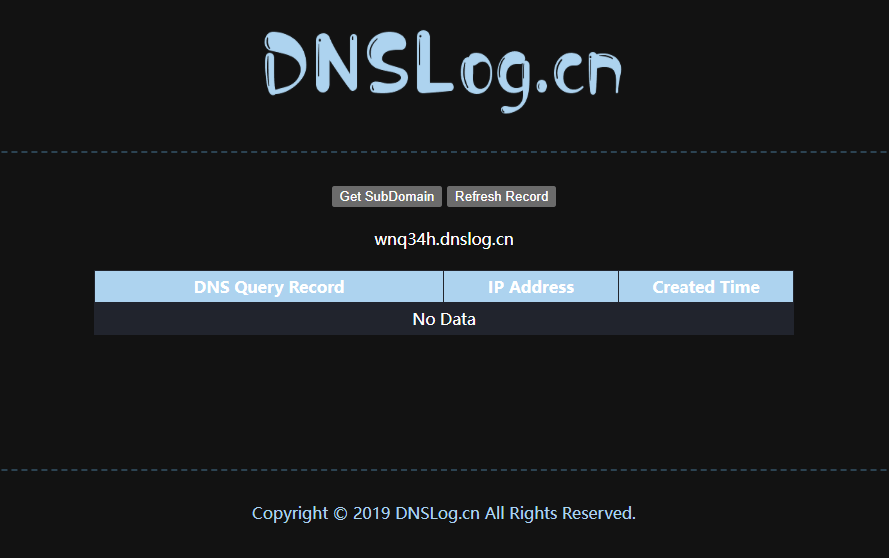 DNSLog.cn
Get SubDomain Refresh Record
wnq34h.dnslog.cn
DNS Query Record IP Address Created Time
No Data
Copyright © 2019 DNSLog.cn All Rights Reserved.